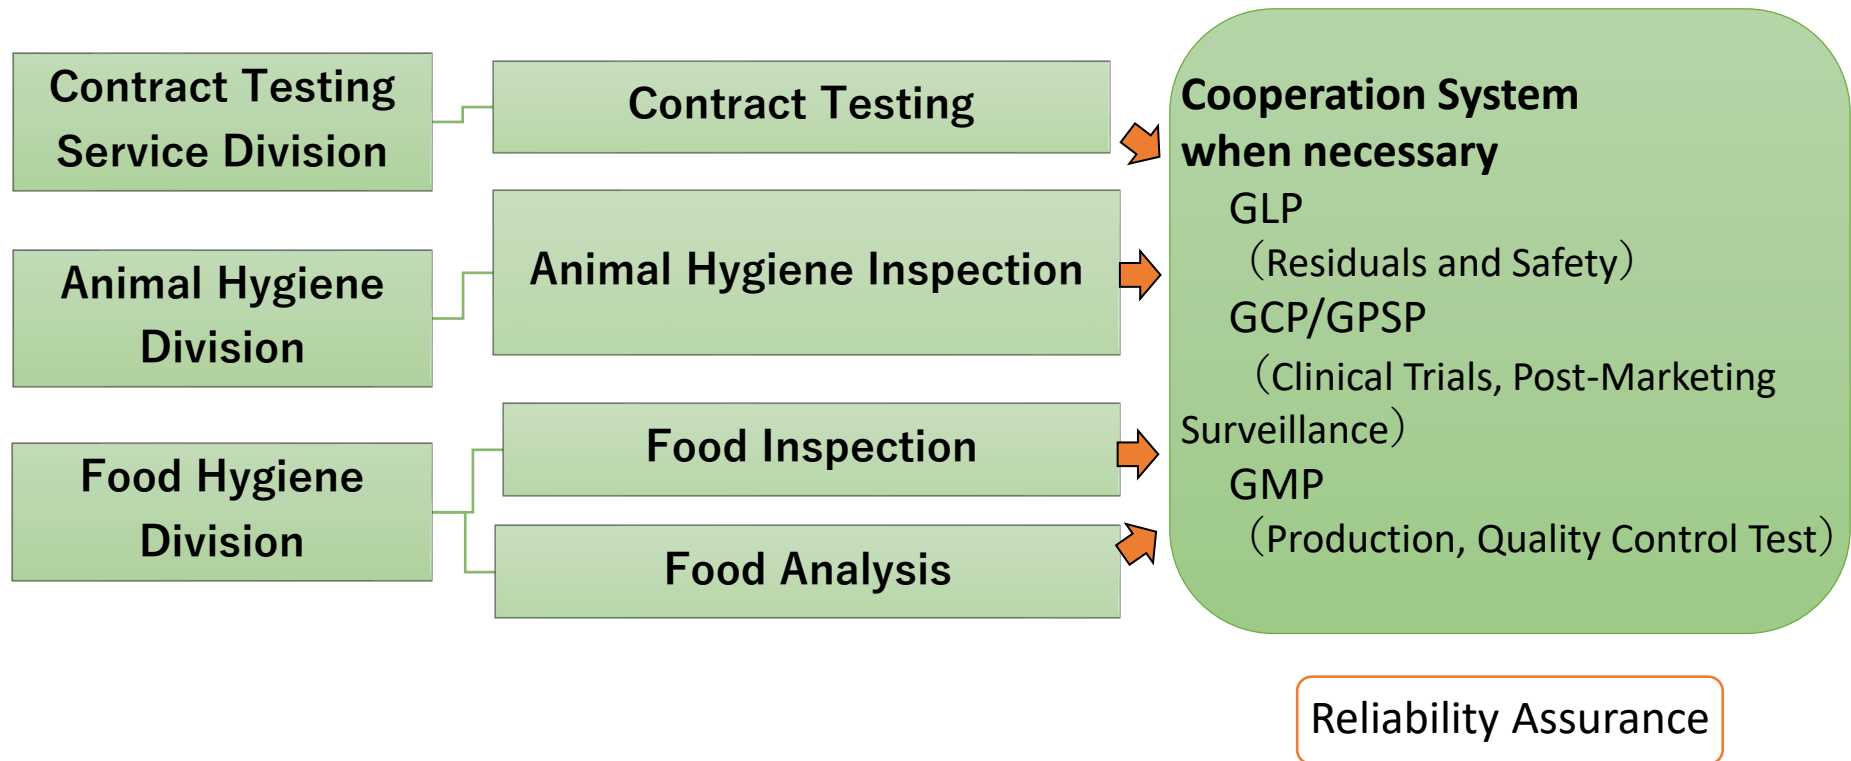 Contract Testing
Service Division
Contract Testing
Animal Hygiene
Division
Animal Hygiene Inspection
Food Hygiene
Division
Food Inspection
Food Analysis
Cooperation System
when necessary
GLP
（Residuals and Safety）
GCP/GPSP
（Clinical Trials, Post-Marketing
Surveillance）
GMP
（Production, Quality Control Test）
Reliability Assurance